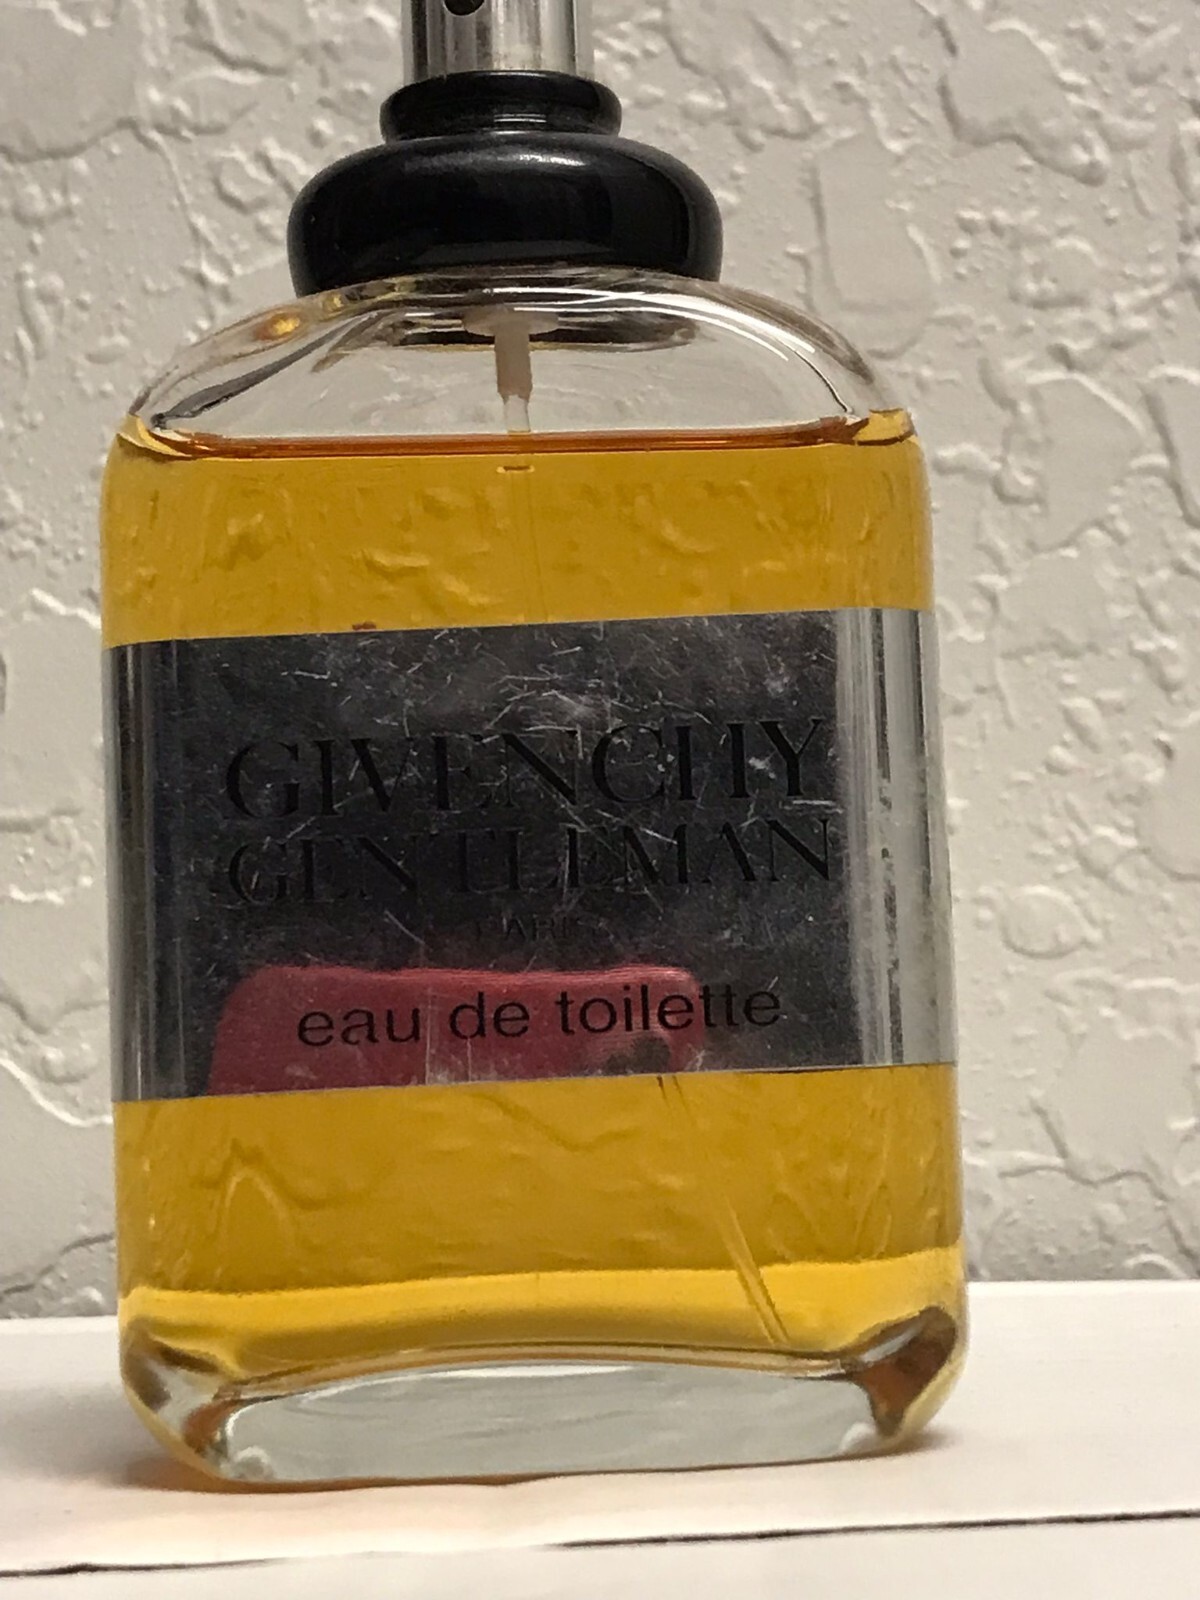 GIVENCHY
GENTLEMAN
PARIS
eau de toilette